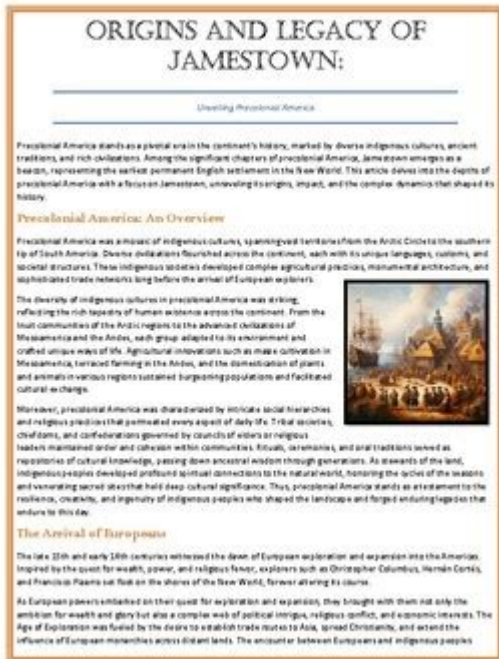 ORIGINS AND LEGACY OF
JAMESTOWN:
Unveiling Precolonial America
Precolonial America stands as a pivotal era in the continent's history, marked by diverse indigenous cultures, ancient
traditions, and rich civilizations. Among the significant chapters of precolonial America, Jamestown emerges as a
beacon, representing the earliest permanent English settlement in the New World. This article delves into the depths of
precolonial America with a focus on Jamestown, unraveling its origins, impact, and the complex dynamics that shaped its
history.
Precolonial America: An Overview
Precolonial America was a mosaic of indigenous cultures, spanning vast territories from the Arctic Circle to the southern
tip of South America. Diverse civilizations flourished across the continent, each with its unique languages, customs, and
societal structures. These indigenous societies developed complex agricultural practices, monumental architecture, and
sophisticated trade networks long before the arrival of European explorers.
The diversity of indigenous cultures in precolonial America was striking,
reflecting the rich tapestry of human existence across the continent. From the
Inuit communities of the Arctic regions to the advanced civilizations of
Mesoamerica and the Andes, each group adapted to its environment and
crafted unique ways of life. Agricultural innovations such as maize cultivation in
Mesoamerica, terraced farming in the Andes, and the domestication of plants
and animals in various regions sustained burgeoning populations and facilitated
cultural exchange.
Moreover, precolonial America was characterized by intricate social hierarchies
and religious practices that permeated every aspect of daily life. Tribal societies,
chiefdoms, and confederations governed by councils of elders or religious
leaders maintained order and cohesion within communities. Rituals, ceremonies, and oral traditions served as
repositories of cultural knowledge, passing down ancestral wisdom through generations. As stewards of the land,
indigenous peoples developed profound spiritual connections to the natural world, honoring the cycles of the seasons
and venerating sacred sites that held deep cultural significance. Thus, precolonial America stands as a testament to the
resilience, creativity, and ingenuity of indigenous peoples who shaped the landscape and forged enduring legacies that
endure to this day.
The Arrival of Europeans
The late 15th and early 16th centuries witnessed the dawn of European exploration and expansion into the Americas.
Inspired by the quest for wealth, power, and religious fervor, explorers such as Christopher Columbus, Hernán Cortés,
and Francisco Pizarro set foot on the shores of the New World, forever altering its course.
As European powers embarked on their quest for exploration and expansion, they brought with them not only the
ambition for wealth and glory but also a complex web of political intrigue, religious conflict, and economic interests. The
Age of Exploration was fueled by the desire to establish trade routes to Asia, spread Christianity, and extend the
influence of European monarchies across distant lands. The encounter between Europeans and indigenous peoples